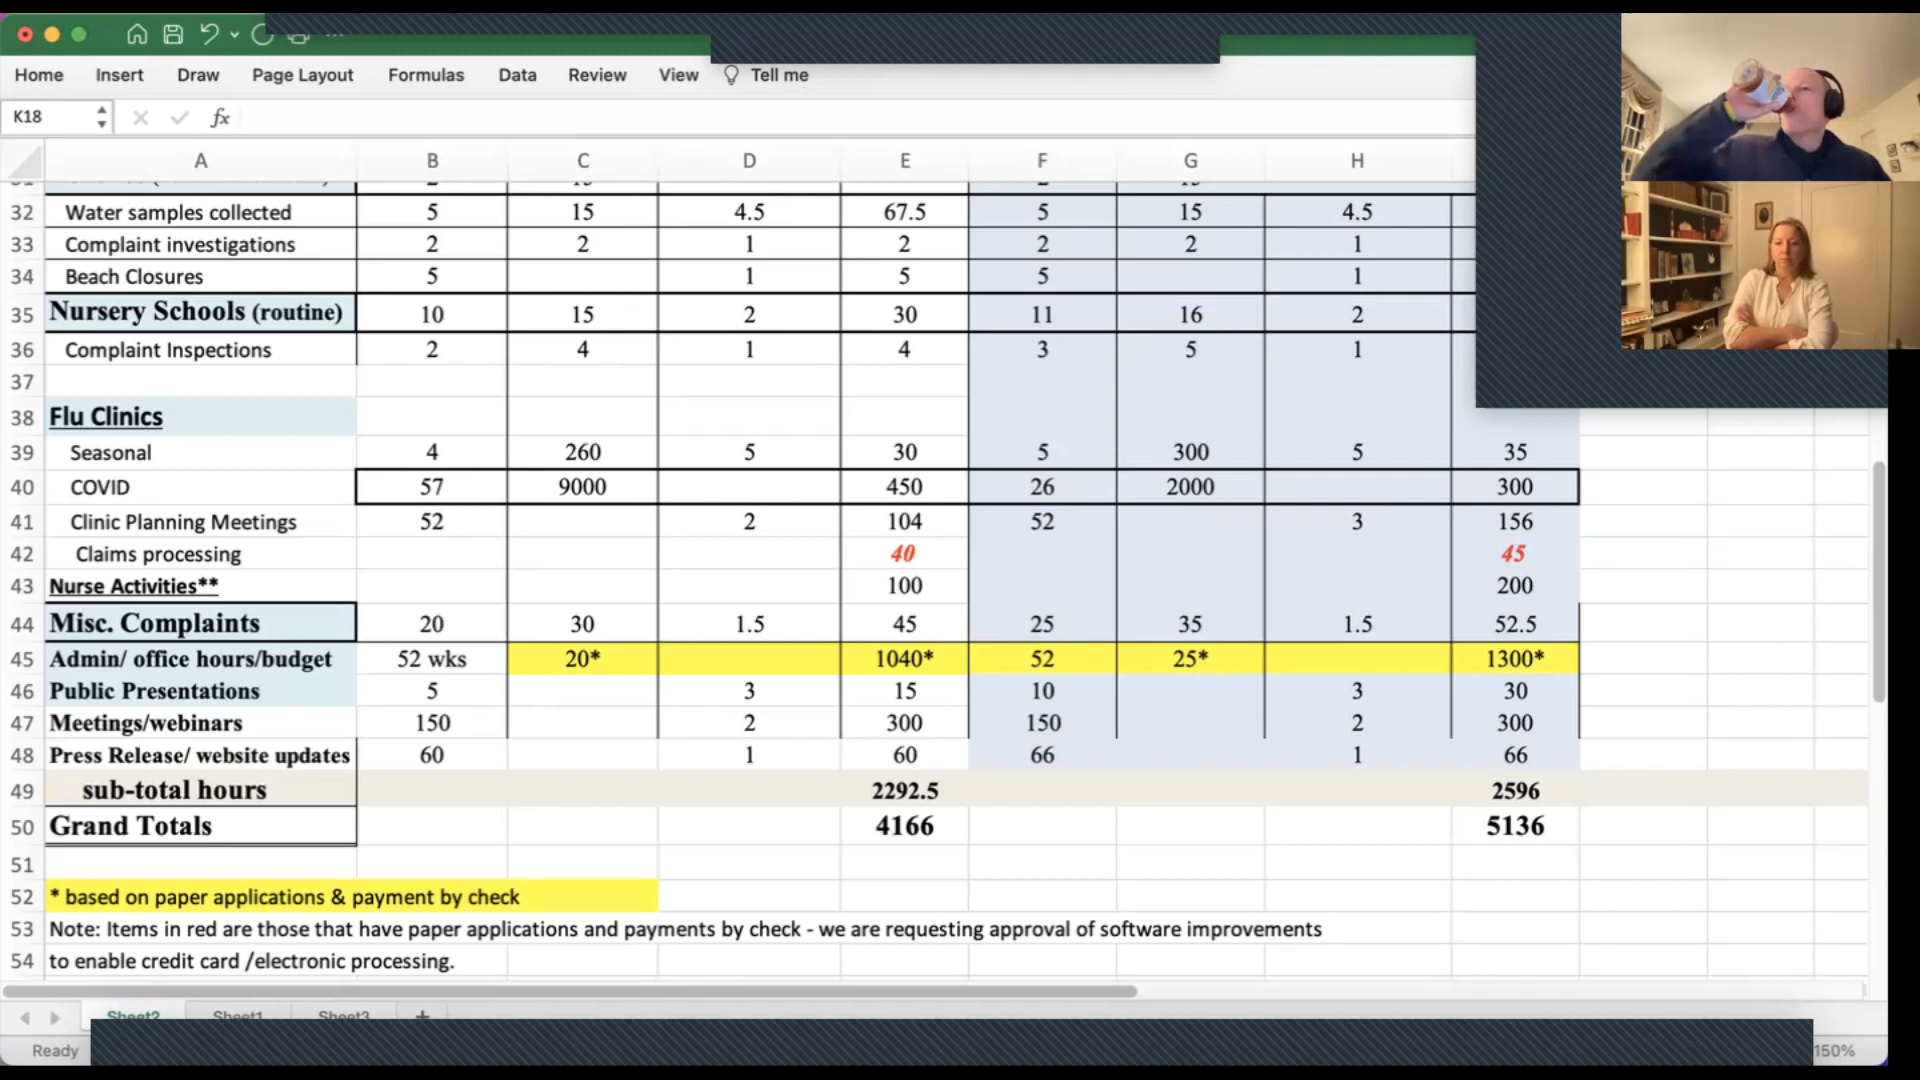 Home Insert Draw Page Layout Formulas Data Review View Tell me
K18 fx
A B C D E F G H
32 Water samples collected 5 15 4.5 67.5 5 15 4.5
33 Complaint investigations 2 2 1 2 2 2 1
34 Beach Closures 5 1 5 5 1
35 Nursery Schools (routine) 10 15 2 30 11 16 2
36 Complaint Inspections 2 4 1 4 3 5 1
37
38 Flu Clinics
39 Seasonal 4 260 5 30 5 300 5 35
40 COVID 57 9000 450 26 2000 300
41 Clinic Planning Meetings 52 2 104 52 3 156
42 Claims processing 40 45
43 Nurse Activities** 100 200
44 Misc. Complaints 20 30 1.5 45 25 35 1.5 52.5
45 Admin/ office hours/budget 52 wks 20* 1040* 52 25* 1300*
46 Public Presentations 5 3 15 10 3 30
47 Meetings/webinars 150 2 300 150 2 300
48 Press Release/ website updates 60 1 60 66 1 66
49 sub-total hours 2292.5 2596
50 Grand Totals 4166 5136
51
52 * based on paper applications & payment by check
53 Note: Items in red are those that have paper applications and payments by check - we are requesting approval of software improvements
54 to enable credit card /electronic processing.
Sheet2 Sheet1 Sheet3 +
Ready 150%